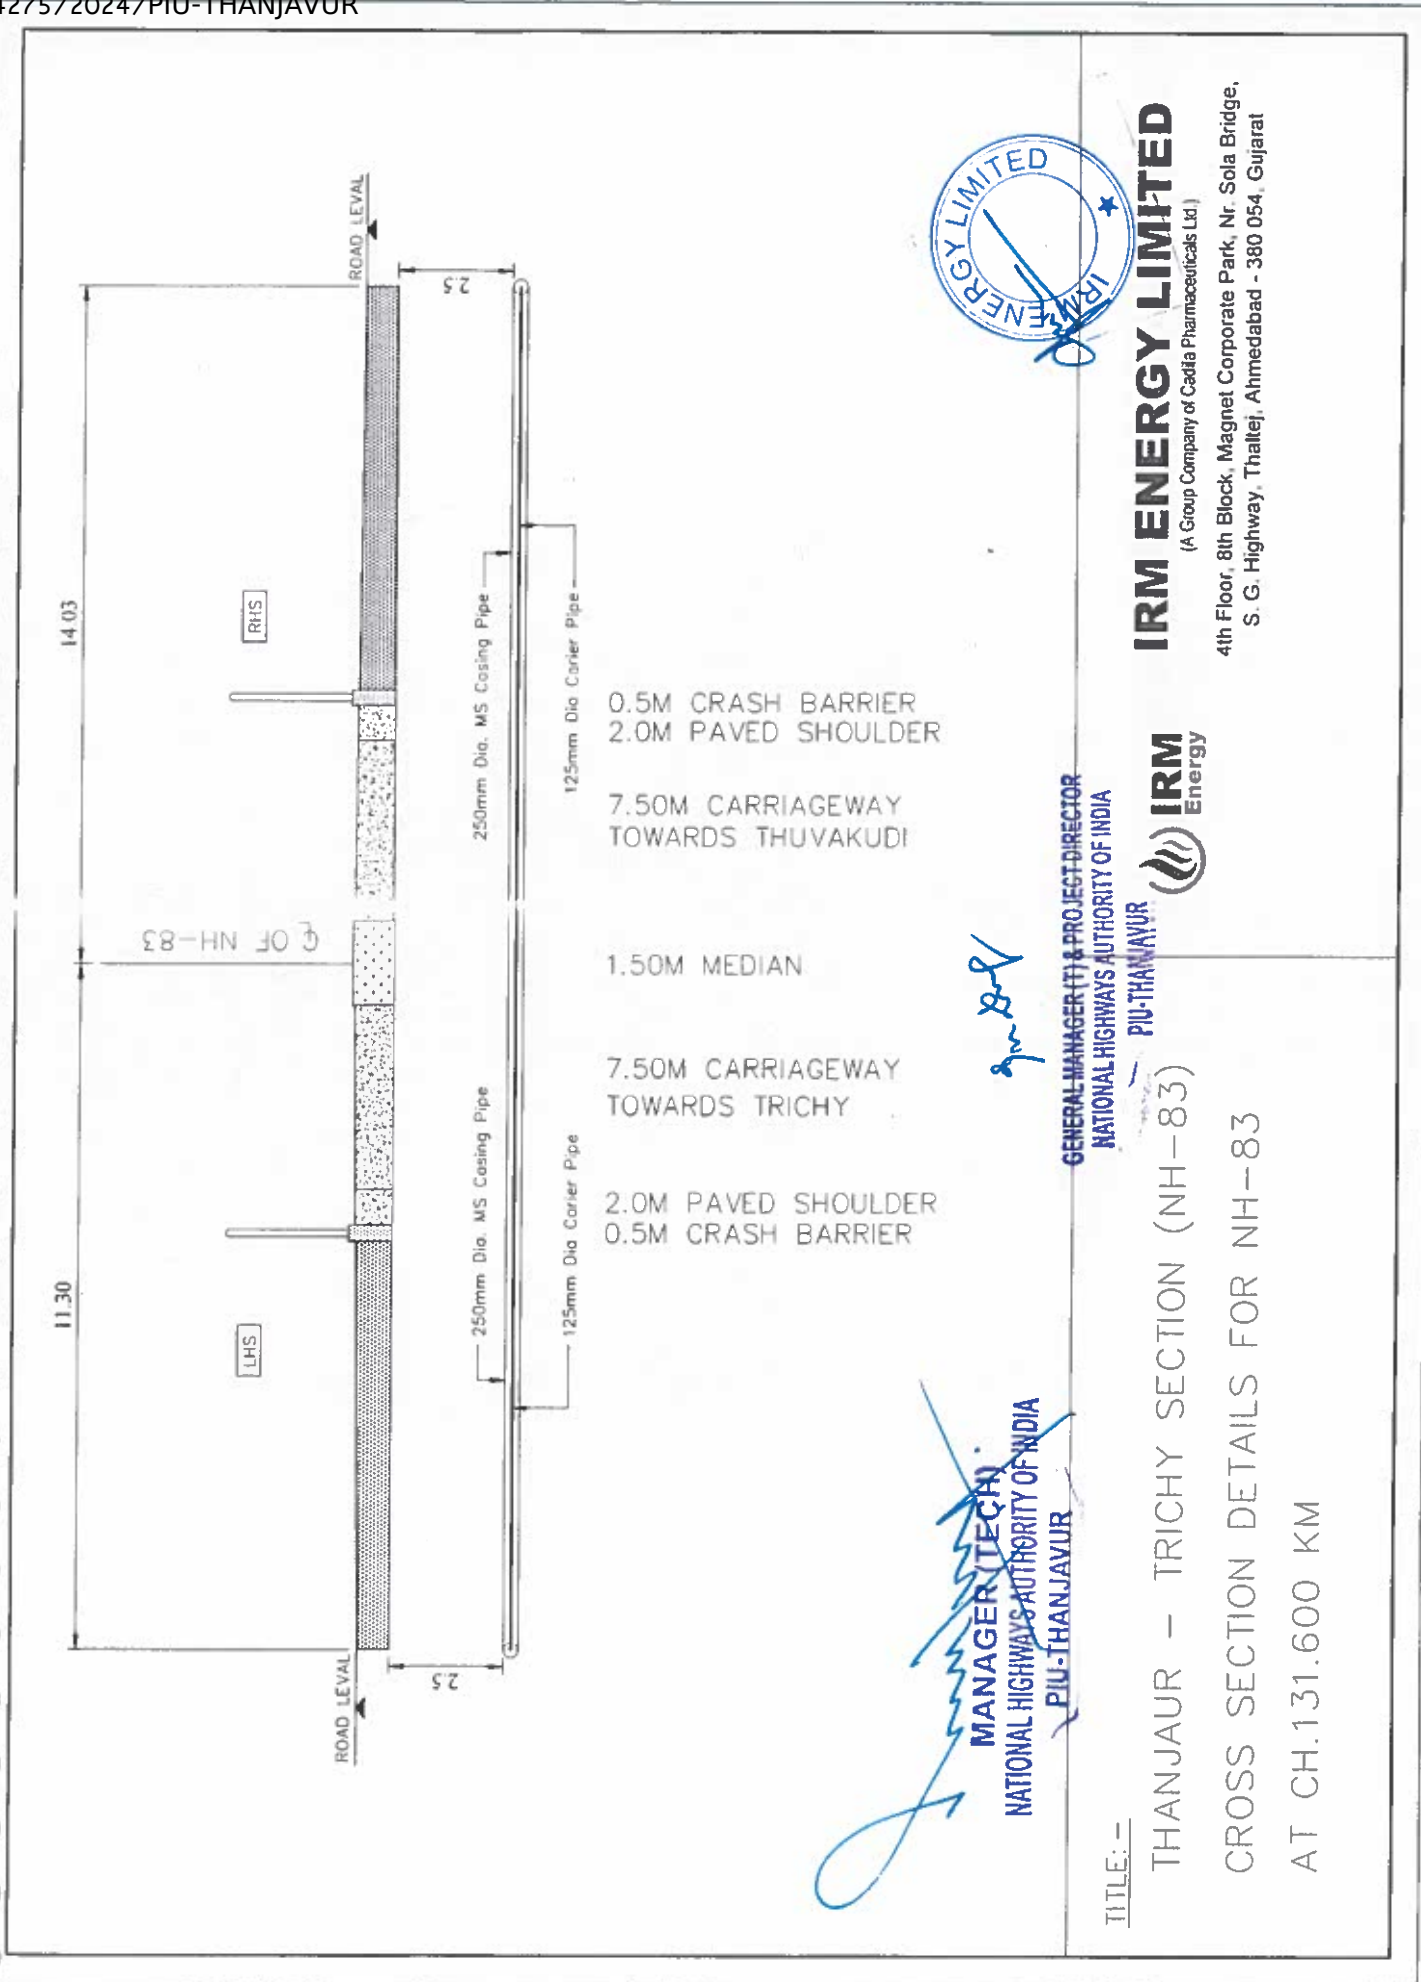 4275/2024/PIU-THANJAVUR
11.30
14.03
LHS
RHS
ROAD LEVAL
ROAD LEVAL
℄ OF NH-83
2.5
2.5
250mm Dia. MS Casing Pipe
250mm Dia. MS Casing Pipe
125mm Dia Carier Pipe
125mm Dia Carier Pipe
2.0M PAVED SHOULDER
0.5M CRASH BARRIER
7.50M CARRIAGEWAY
TOWARDS TRICHY
1.50M MEDIAN
7.50M CARRIAGEWAY
TOWARDS THUVAKUDI
0.5M CRASH BARRIER
2.0M PAVED SHOULDER
MANAGER (TECH)
NATIONAL HIGHWAYS AUTHORITY OF INDIA
PIU-THANJAVUR
GENERAL MANAGER (T) & PROJECT DIRECTOR
NATIONAL HIGHWAYS AUTHORITY OF INDIA
PIU-THANJAVUR
IRM ENERGY LIMITED
TITLE:-
THANJAUR - TRICHY SECTION (NH-83)
CROSS SECTION DETAILS FOR NH-83
AT CH.131.600 KM
IRM
Energy
IRM ENERGY LIMITED
(A Group Company of Cadila Pharmaceuticals Ltd.)
4th Floor, 8th Block, Magnet Corporate Park, Nr. Sola Bridge,
S. G. Highway, Thaltej, Ahmedabad - 380 054, Gujarat